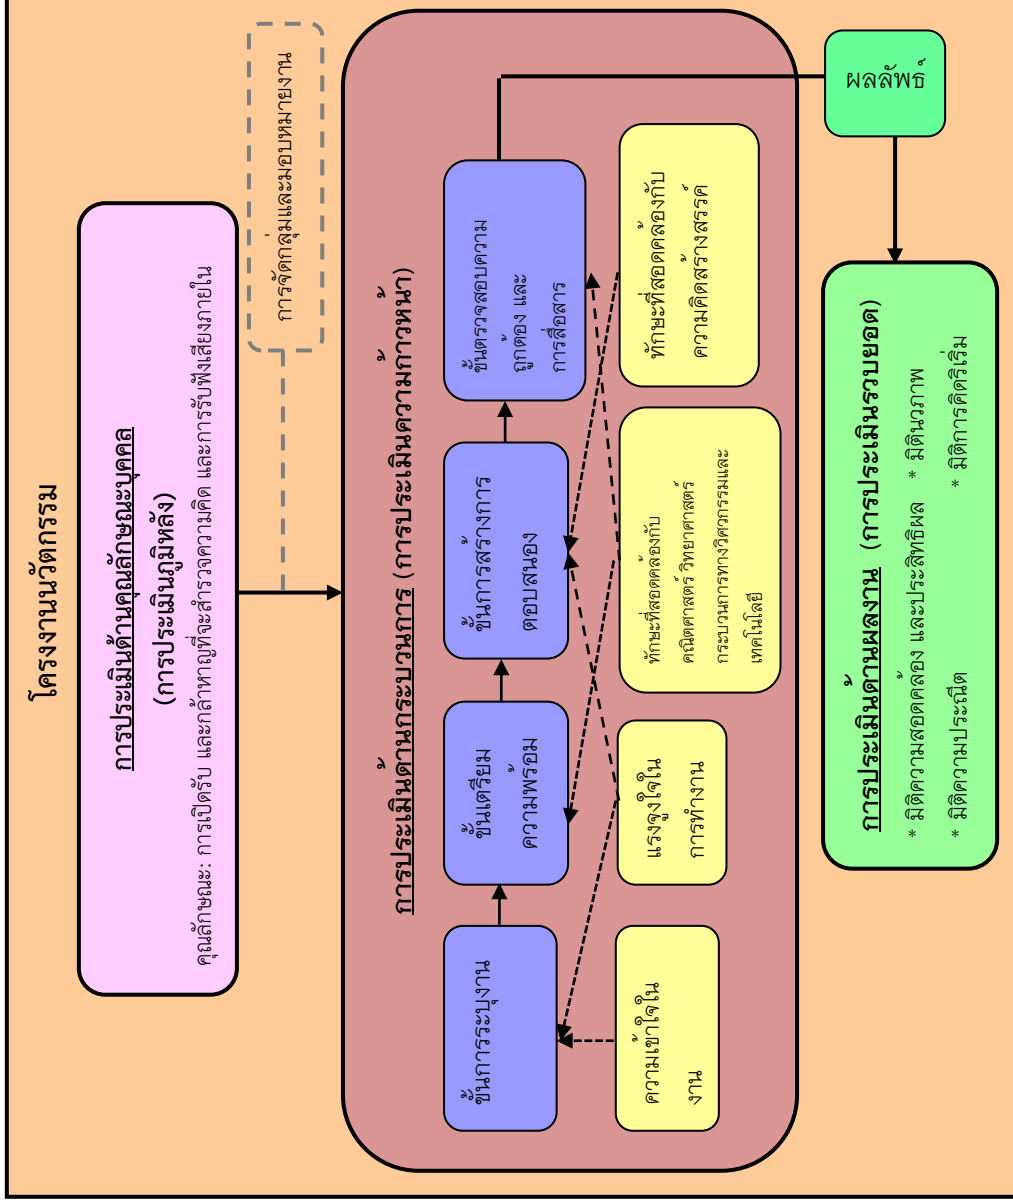 โครงงานนวัตกรรม
การประเมินด้านคุณลักษณะบุคคล
(การประเมินภูมิหลัง)
คุณลักษณะ: การเปิดรับ และกล้าหาญที่จะสำรวจความคิด และการรับฟังเสียงภายใน
การจัดกลุ่มและมอบหมายงาน
การประเมินด้านกระบวนการ (การประเมินความก้าวหน้า)
ขั้นการระบุงาน
ขั้นเตรียม
ความพร้อม
ขั้นการสร้างการ
ตอบสนอง
ขั้นตรวจสอบความ
ถูกต้อง และ
การสื่อสาร
ความเข้าใจใน
งาน
แรงจูงใจใน
การทำงาน
ทักษะที่สอดคล้องกับ
คณิตศาสตร์ วิทยาศาสตร์
กระบวนการทางวิศวกรรมและ
เทคโนโลยี
ทักษะที่สอดคล้องกับ
ความคิดสร้างสรรค์
ผลลัพธ์
การประเมินด้านผลงาน (การประเมินรวบยอด)
* มิติความสอดคล้อง และประสิทธิผล * มิตินวภาพ
* มิติความประณีต * มิติการคิดริเริ่ม